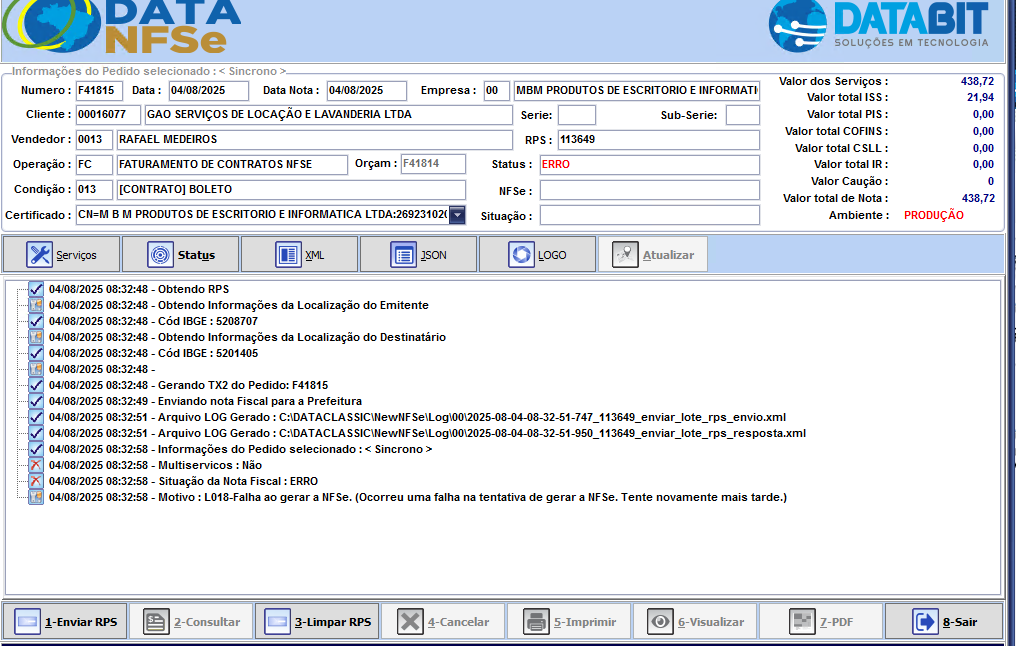 DATA
NFSe
DATABIT
SOLUÇÕES EM TECNOLOGIA
Informações do Pedido selecionado : < Sincrono >
Numero : F41815 Data : 04/08/2025 Data Nota : 04/08/2025 Empresa : 00 MBM PRODUTOS DE ESCRITORIO E INFORMATI
Cliente : 00016077 GAO SERVIÇOS DE LOCAÇÃO E LAVANDERIA LTDA Serie: Sub-Serie:
Vendedor : 0013 RAFAEL MEDEIROS RPS : 113649
Operação : FC FATURAMENTO DE CONTRATOS NFSE Orçam : F41814 Status : ERRO
Condição : 013 [CONTRATO] BOLETO NFSe :
Certificado : CN=M B M PRODUTOS DE ESCRITORIO E INFORMATICA LTDA:26923102( Situação :
Valor dos Serviços : 438,72
Valor total ISS : 21,94
Valor total PIS : 0,00
Valor total COFINS : 0,00
Valor total CSLL : 0,00
Valor total IR : 0,00
Valor Caução : 0
Valor total de Nota : 438,72
Ambiente : PRODUÇÃO
Serviços Status XML JSON LOGO Atualizar
04/08/2025 08:32:48 - Obtendo RPS
04/08/2025 08:32:48 - Obtendo Informações da Localização do Emitente
04/08/2025 08:32:48 - Cód IBGE : 5208707
04/08/2025 08:32:48 - Obtendo Informações da Localização do Destinatário
04/08/2025 08:32:48 - Cód IBGE : 5201405
04/08/2025 08:32:48 -
04/08/2025 08:32:48 - Gerando TX2 do Pedido: F41815
04/08/2025 08:32:49 - Enviando nota Fiscal para a Prefeitura
04/08/2025 08:32:51 - Arquivo LOG Gerado : C:\DATACLASSIC\NewNFSe\Log\00\2025-08-04-08-32-51-747_113649_enviar_lote_rps_envio.xml
04/08/2025 08:32:51 - Arquivo LOG Gerado : C:\DATACLASSIC\NewNFSe\Log\00\2025-08-04-08-32-51-950_113649_enviar_lote_rps_resposta.xml
04/08/2025 08:32:58 - Informações do Pedido selecionado : < Sincrono >
04/08/2025 08:32:58 - Multiservicos : Não
04/08/2025 08:32:58 - Situação da Nota Fiscal : ERRO
04/08/2025 08:32:58 - Motivo : L018-Falha ao gerar a NFSe. (Ocorreu uma falha na tentativa de gerar a NFSe. Tente novamente mais tarde.)
1-Enviar RPS 2-Consultar 3-Limpar RPS 4-Cancelar 5-Imprimir 6-Visualizar 7-PDF 8-Sair